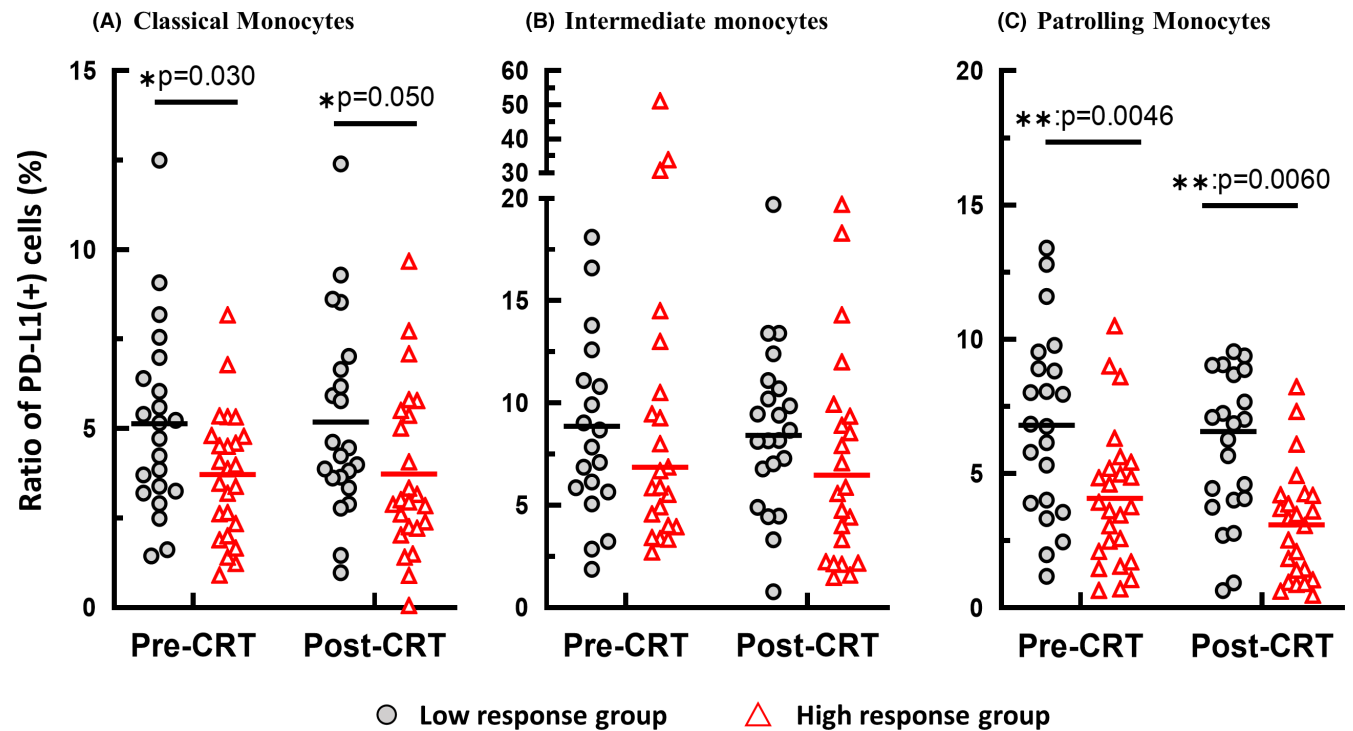 (A) Classical Monocytes
(B) Intermediate monocytes
(C) Patrolling Monocytes
Ratio of PD-L1(+) cells (%)
15
10
5
0
∗p=0.030
∗p=0.050
Pre-CRT
Post-CRT
60
50
40
30
20
15
10
5
0
Pre-CRT
Post-CRT
20
15
10
5
0
∗∗:p=0.0046
∗∗:p=0.0060
Pre-CRT
Post-CRT
Low response group
High response group